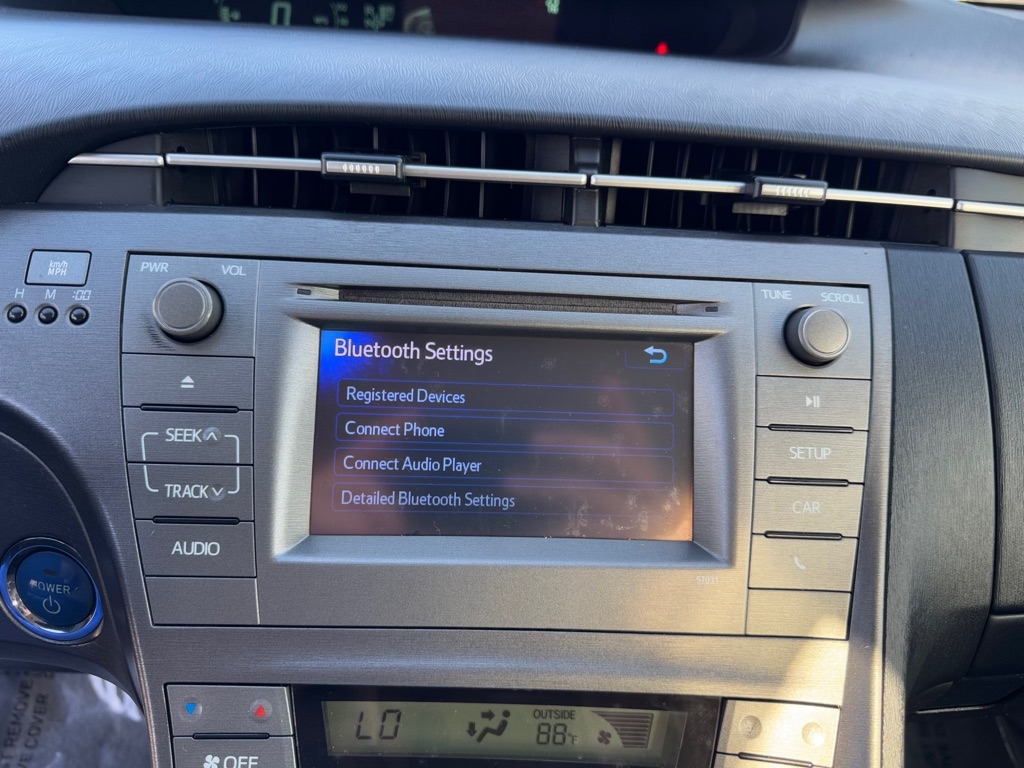 0
km/h
MPH
H M :00
PWR VOL
TUNE SCROLL
Bluetooth Settings
Registered Devices
Connect Phone
Connect Audio Player
Detailed Bluetooth Settings
SEEK
TRACK
AUDIO
SETUP
CAR
POWER
LO
OUTSIDE
88°F
OFF